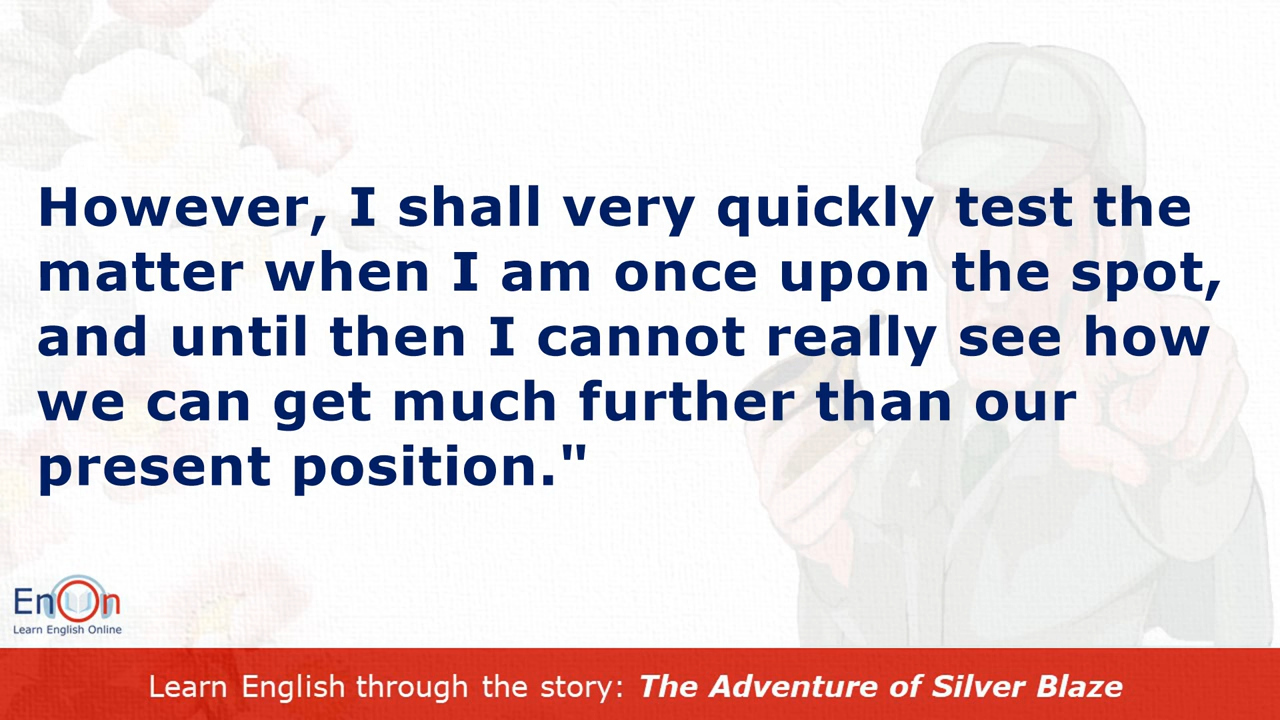 However, I shall very quickly test the
matter when I am once upon the spot,
and until then I cannot really see how
we can get much further than our
present position."
EnOn
Learn English Online
Learn English through the story: The Adventure of Silver Blaze